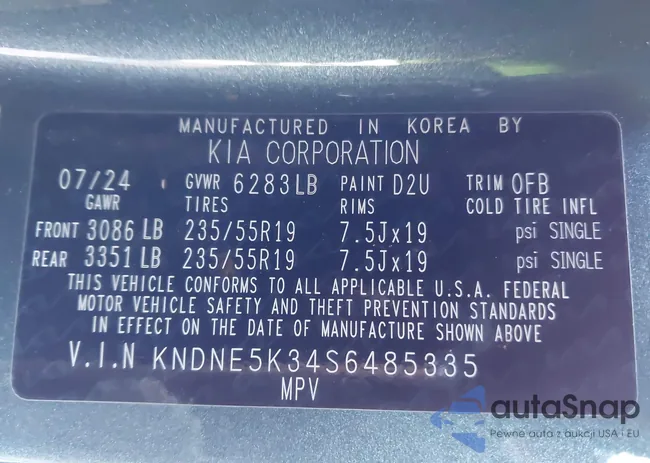 MANUFACTURED IN KOREA BY
KIA CORPORATION
07/24 GVWR 6283LB PAINT D2U TRIM OFB
GAWR TIRES RIMS COLD TIRE INFL
FRONT 3086 LB 235/55R19 7.5Jx19 psi SINGLE
REAR 3351 LB 235/55R19 7.5Jx19 psi SINGLE
THIS VEHICLE CONFORMS TO ALL APPLICABLE U.S.A. FEDERAL
MOTOR VEHICLE SAFETY AND THEFT PREVENTION STANDARDS
IN EFFECT ON THE DATE OF MANUFACTURE SHOWN ABOVE
V.I.N KNDNE5K34S6485335
MPV
autaSnap
Pewne auta z aukcji USA i EU